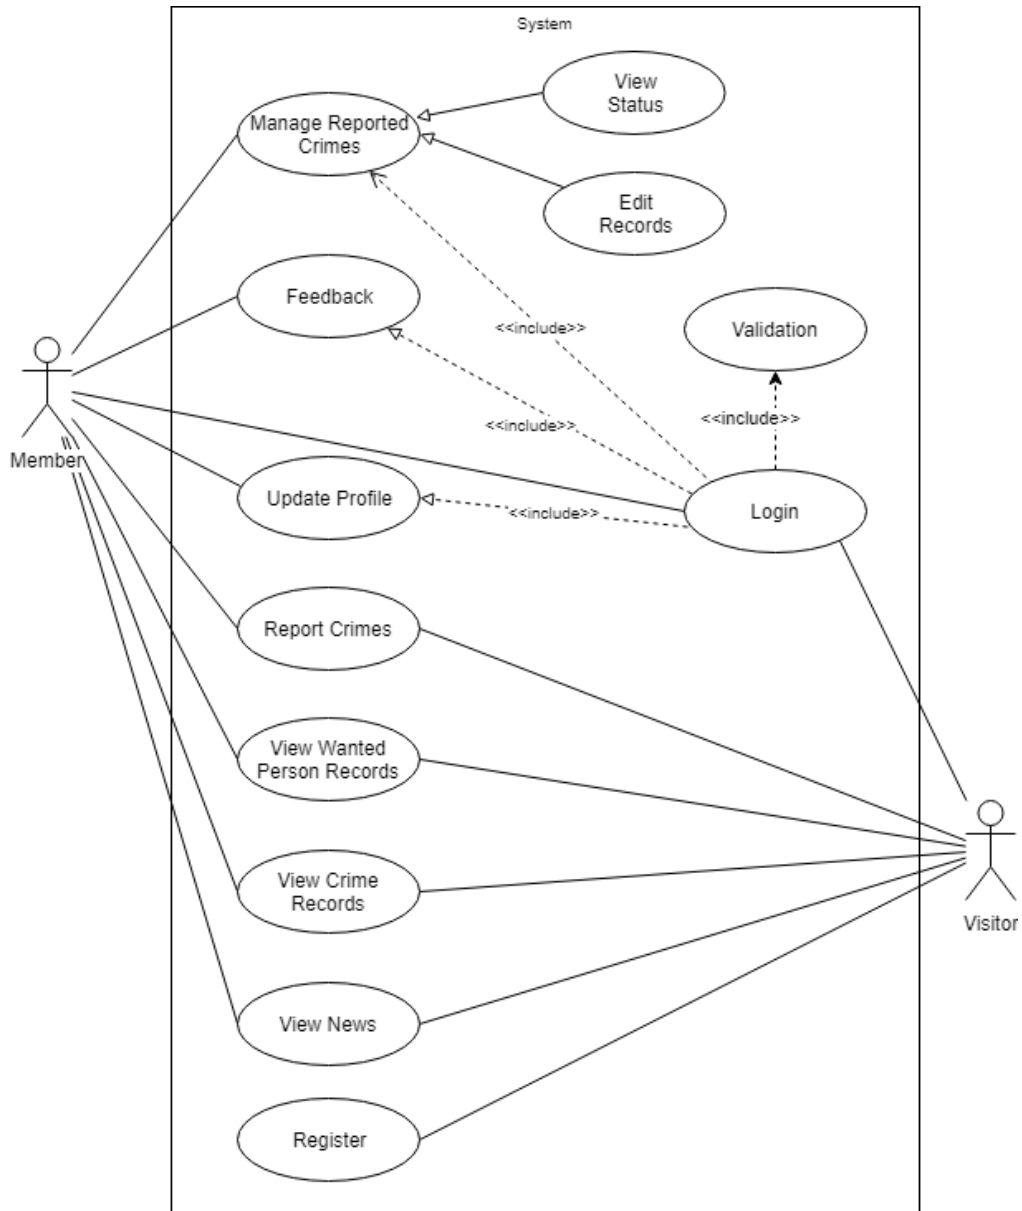 System
View
Status
Manage Reported
Crimes
Edit
Records
Feedback
<<include>>
Validation
<<include>>
<<include>>
Member
Update Profile
<<include>>
Login
Report Crimes
View Wanted
Person Records
View Crime
Records
Visitor
View News
Register